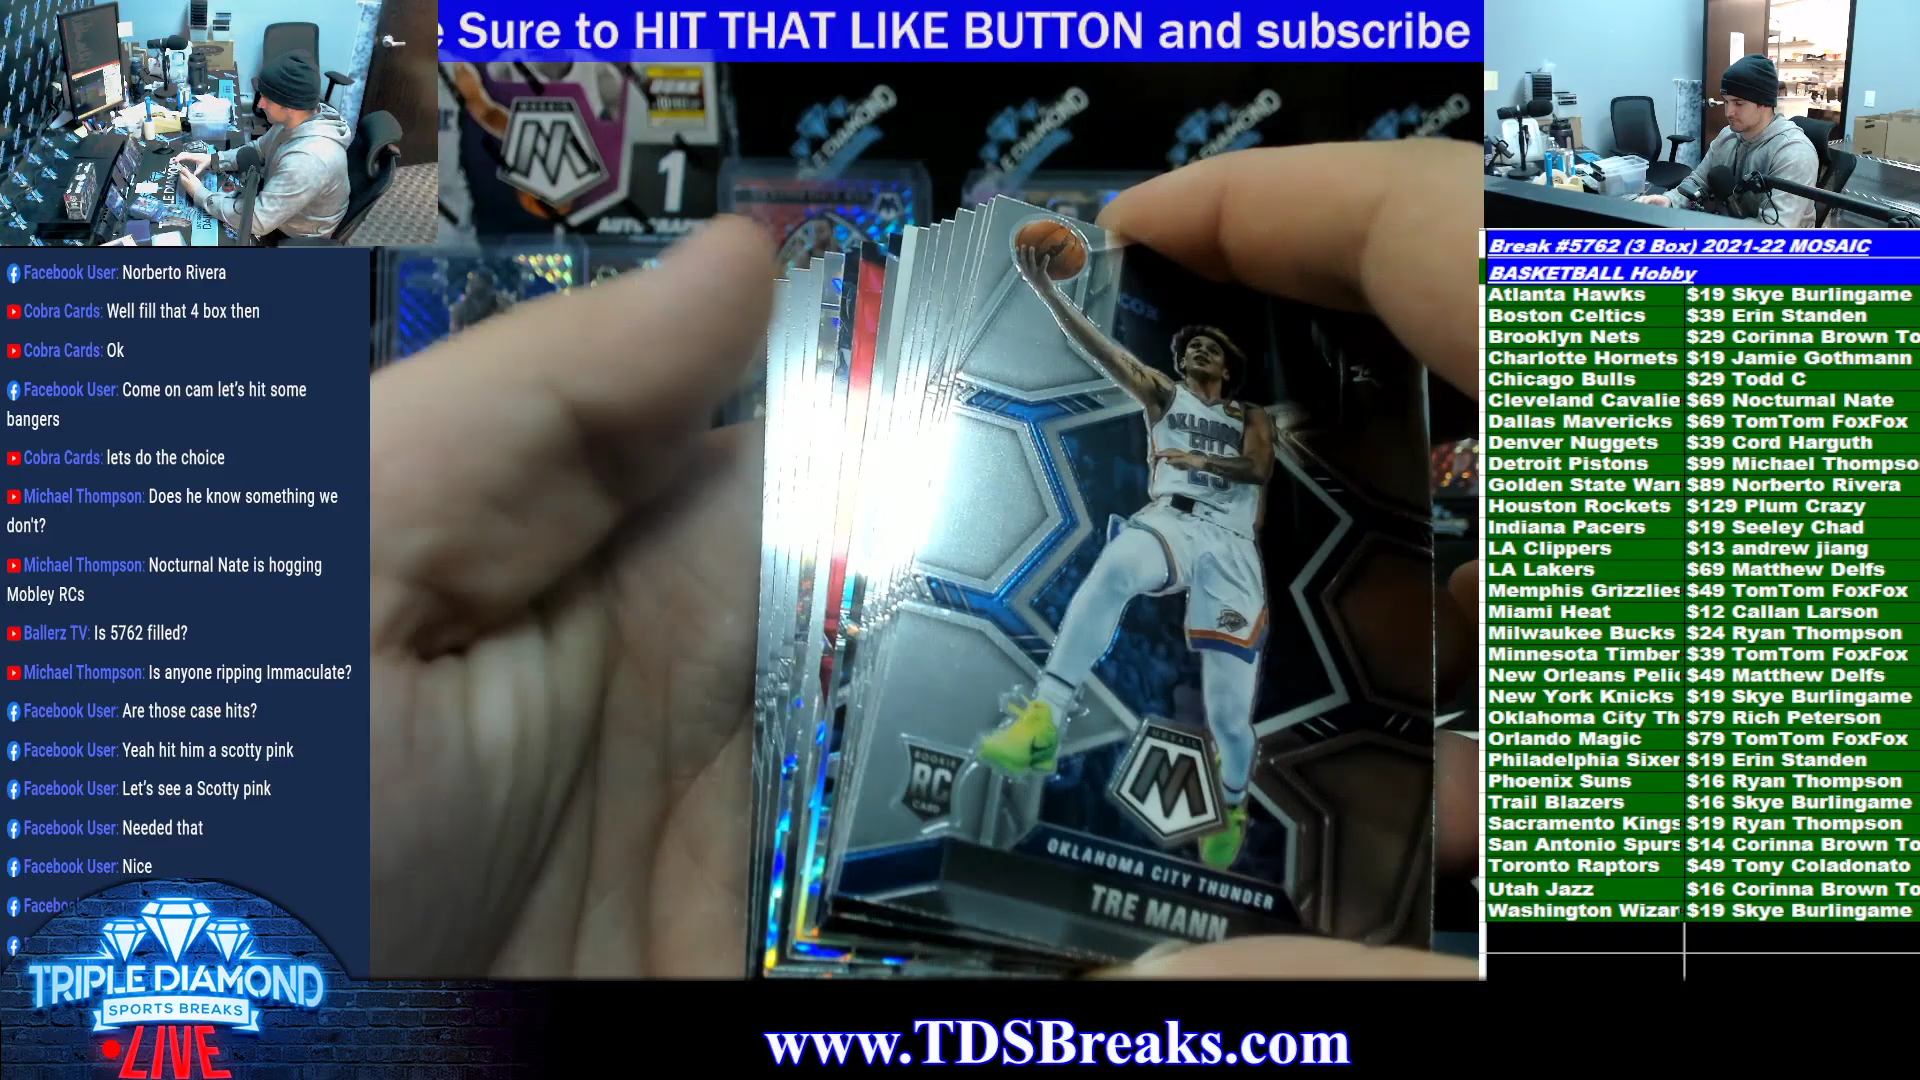 e Sure to HIT THAT LIKE BUTTON and subscribe
Facebook User: Norberto Rivera
Cobra Cards: Well fill that 4 box then
Cobra Cards: Ok
Facebook User: Come on cam let's hit some
bangers
Cobra Cards: lets do the choice
Michael Thompson: Does he know something we
don't?
Michael Thompson: Nocturnal Nate is hogging
Mobley RCs
Ballerz TV: Is 5762 filled?
Michael Thompson: Is anyone ripping Immaculate?
Facebook User: Are those case hits?
Facebook User: Yeah hit him a scotty pink
Facebook User: Let's see a Scotty pink
Facebook User: Needed that
Facebook User: Nice
TRIPLE DIAMOND
SPORTS BREAKS
LIVE
MOSAIC
1
DIAMOND
DIAMOND
DIAMOND
DIAMOND
OKLAHOMA
CITY
ROOKIE
RC
CARD
MOSAIC
OKLAHOMA CITY THUNDER
TRE MANN
Break #5762 (3 Box) 2021-22 MOSAIC
BASKETBALL Hobby
Atlanta Hawks $19 Skye Burlingame
Boston Celtics $39 Erin Standen
Brooklyn Nets $29 Corinna Brown To
Charlotte Hornets $19 Jamie Gothmann
Chicago Bulls $29 Todd C
Cleveland Cavalie $69 Nocturnal Nate
Dallas Mavericks $69 TomTom FoxFox
Denver Nuggets $39 Cord Harguth
Detroit Pistons $99 Michael Thompso
Golden State Warr $89 Norberto Rivera
Houston Rockets $129 Plum Crazy
Indiana Pacers $19 Seeley Chad
LA Clippers $13 andrew jiang
LA Lakers $69 Matthew Delfs
Memphis Grizzlies $49 TomTom FoxFox
Miami Heat $12 Callan Larson
Milwaukee Bucks $24 Ryan Thompson
Minnesota Timber $39 TomTom FoxFox
New Orleans Pelic $49 Matthew Delfs
New York Knicks $19 Skye Burlingame
Oklahoma City Th $79 Rich Peterson
Orlando Magic $79 TomTom FoxFox
Philadelphia Sixer $19 Erin Standen
Phoenix Suns $16 Ryan Thompson
Trail Blazers $16 Skye Burlingame
Sacramento Kings $19 Ryan Thompson
San Antonio Spurs $14 Corinna Brown To
Toronto Raptors $49 Tony Coladonato
Utah Jazz $16 Corinna Brown To
Washington Wizar $19 Skye Burlingame
www.TDSBreaks.com